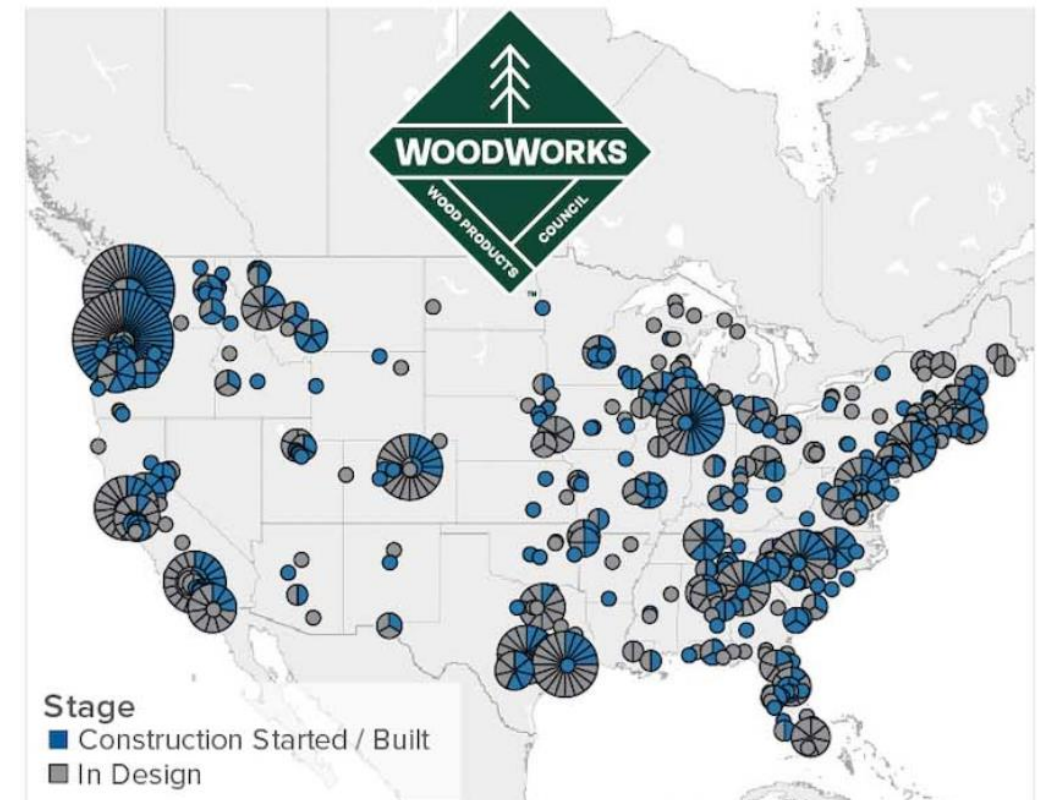 WOODWORKS
WOOD PRODUCTS
COUNCIL
TM
Stage
Construction Started / Built
In Design